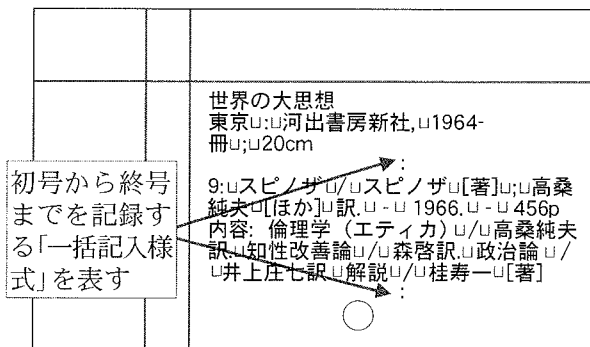 世界の大思想
東京␣:␣河出書房新社,␣1964-
冊␣;␣20cm
:
9:␣スピノザ␣/␣スピノザ␣[著]␣;␣高桑
純夫␣[ほか]␣訳.␣-␣1966.␣-␣456p
内容: 倫理学（エティカ）␣/␣高桑純夫
訳.␣知性改善論␣/␣森啓訳.␣政治論␣/
␣井上庄七訳.␣解説␣/␣桂寿一␣[著]
:
初号から終号
までを記録す
る「一括記入様
式」を表す